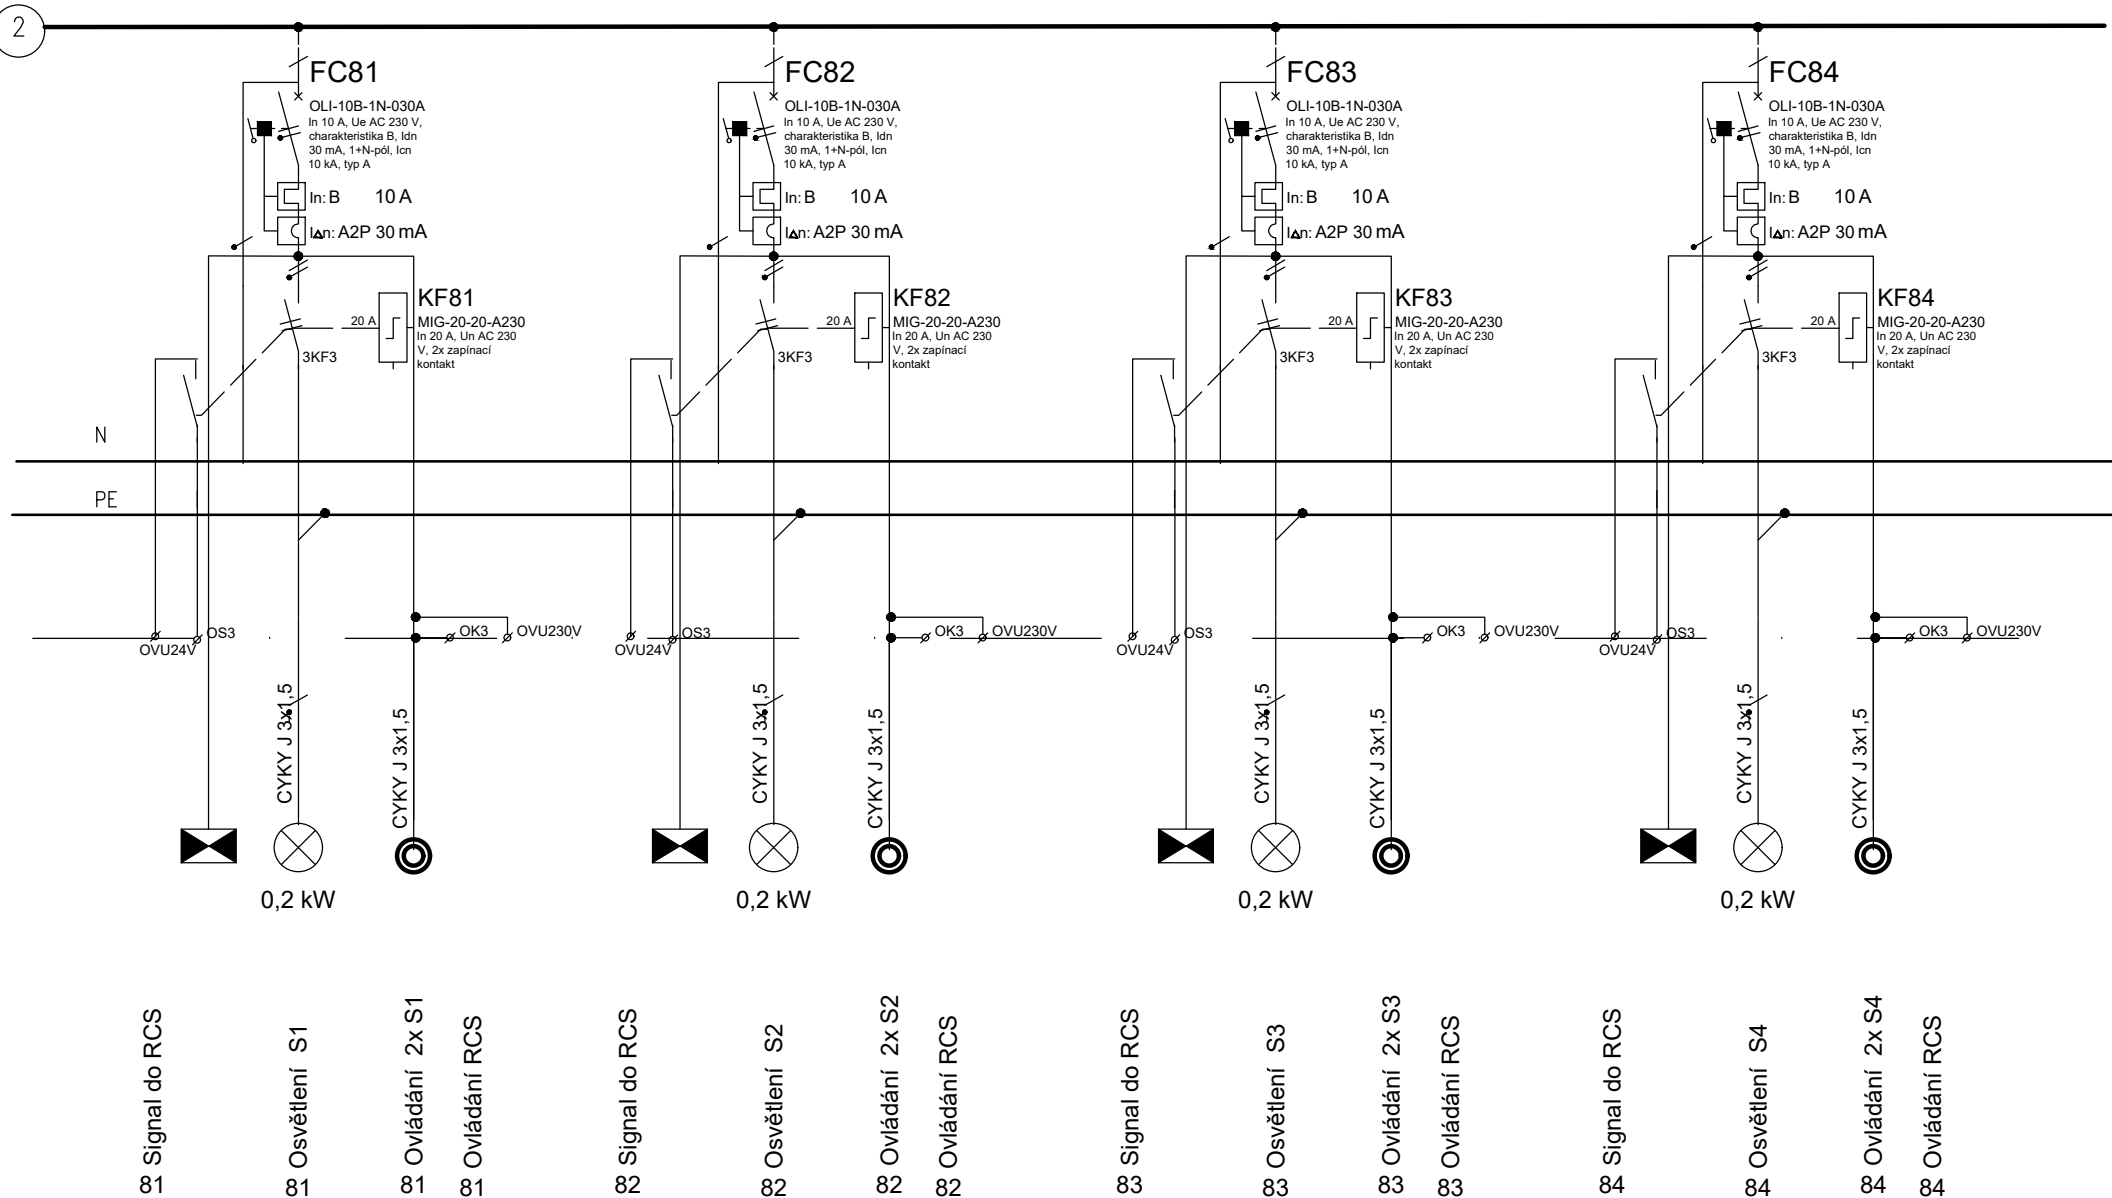 2
FC81
OLI-10B-1N-030A
In 10 A, Ue AC 230 V,
charakteristika B, Idn
30 mA, 1+N-pól, Icn
10 kA, typ A
In: B 10 A
I∆n: A2P 30 mA
KF81
MIG-20-20-A230
In 20 A, Un AC 230
V, 2x zapínací
kontakt
20 A
3KF3
FC82
OLI-10B-1N-030A
In 10 A, Ue AC 230 V,
charakteristika B, Idn
30 mA, 1+N-pól, Icn
10 kA, typ A
In: B 10 A
I∆n: A2P 30 mA
KF82
MIG-20-20-A230
In 20 A, Un AC 230
V, 2x zapínací
kontakt
20 A
3KF3
FC83
OLI-10B-1N-030A
In 10 A, Ue AC 230 V,
charakteristika B, Idn
30 mA, 1+N-pól, Icn
10 kA, typ A
In: B 10 A
I∆n: A2P 30 mA
KF83
MIG-20-20-A230
In 20 A, Un AC 230
V, 2x zapínací
kontakt
20 A
3KF3
FC84
OLI-10B-1N-030A
In 10 A, Ue AC 230 V,
charakteristika B, Idn
30 mA, 1+N-pól, Icn
10 kA, typ A
In: B 10 A
I∆n: A2P 30 mA
KF84
MIG-20-20-A230
In 20 A, Un AC 230
V, 2x zapínací
kontakt
20 A
3KF3
N
PE
OVU24V
OS3
OK3
OVU230V
OVU24V
OS3
OK3
OVU230V
OVU24V
OS3
OK3
OVU230V
OVU24V
OS3
OK3
OVU230V
CYKY J 3x1,5
CYKY J 3x1,5
CYKY J 3x1,5
CYKY J 3x1,5
CYKY J 3x1,5
CYKY J 3x1,5
CYKY J 3x1,5
CYKY J 3x1,5
0,2 kW
0,2 kW
0,2 kW
0,2 kW
81 Signal do RCS
81 Osvětlení S1
81 Ovládání 2x S1
81 Ovládání RCS
82 Signal do RCS
82 Osvětlení S2
82 Ovládání 2x S2
82 Ovládání RCS
83 Signal do RCS
83 Osvětlení S3
83 Ovládání 2x S3
83 Ovládání RCS
84 Signal do RCS
84 Osvětlení S4
84 Ovládání 2x S4
84 Ovládání RCS